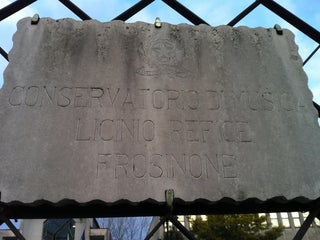 CONSERVATORIO DI MUSICA
LICINIO REFICE
FROSINONE